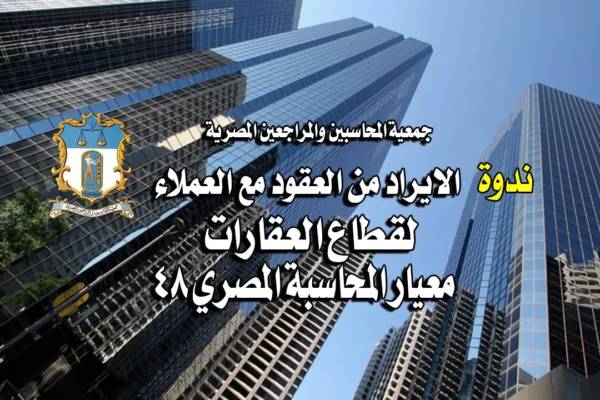 جمعية المحاسبين والمراجعين المصرية
ندوة الايراد من العقود مع العملاء
لقطاع العقارات
معيار المحاسبة المصري ٤٨